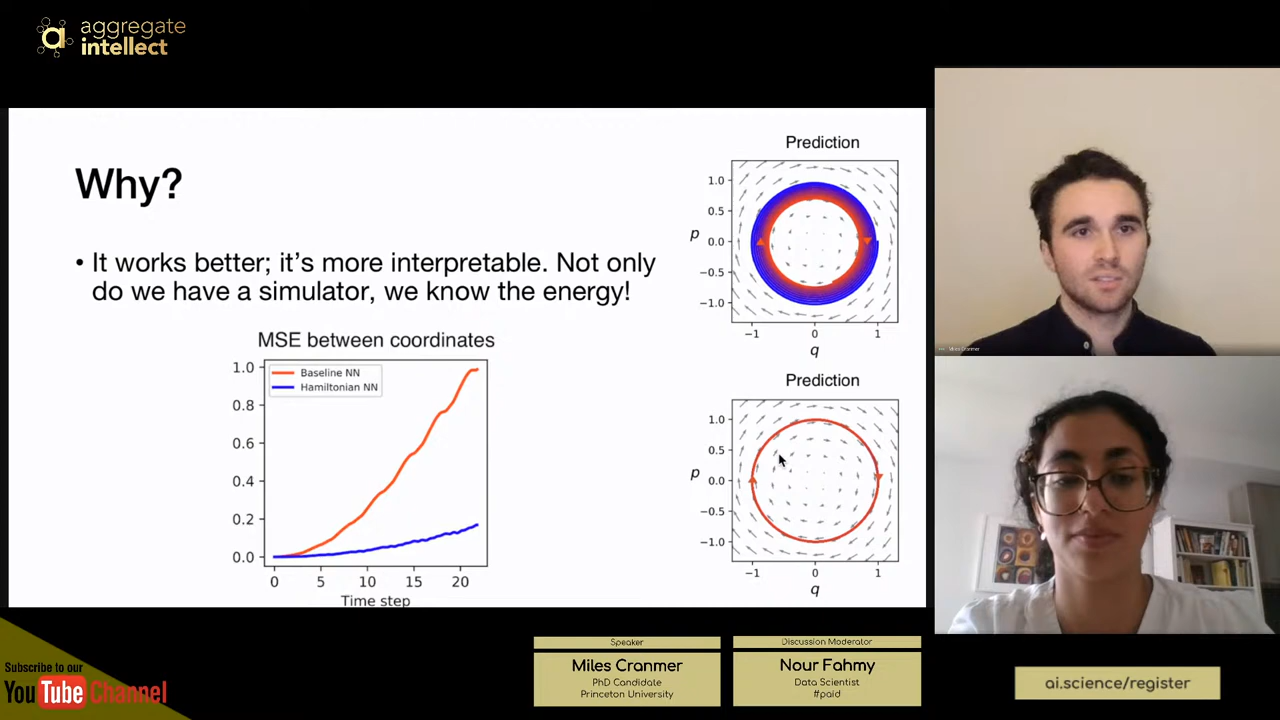 aggregate
intellect
Why?
• It works better; it's more interpretable. Not only
do we have a simulator, we know the energy!
MSE between coordinates
Baseline NN
Hamiltonian NN
1.0
0.8
0.6
0.4
0.2
0.0
0 5 10 15 20
Time step
Prediction
1.0
0.5
0.0
−0.5
−1.0
p
−1 0 1
q
Prediction
1.0
0.5
0.0
−0.5
−1.0
p
−1 0 1
q
Miles Cranmer
Subscribe to our
YouTube Channel
Speaker
Miles Cranmer
PhD Candidate
Princeton University
Discussion Moderator
Nour Fahmy
Data Scientist
#paid
ai.science/register